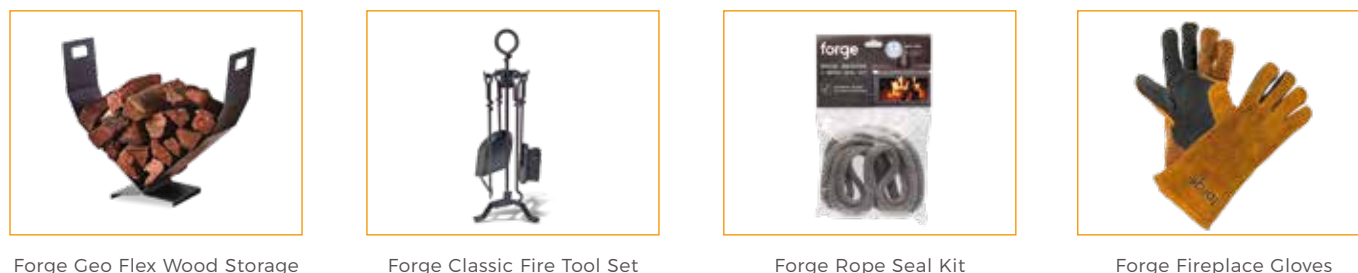 forge
forge
Forge Geo Flex Wood Storage
Forge Classic Fire Tool Set
Forge Rope Seal Kit
Forge Fireplace Gloves